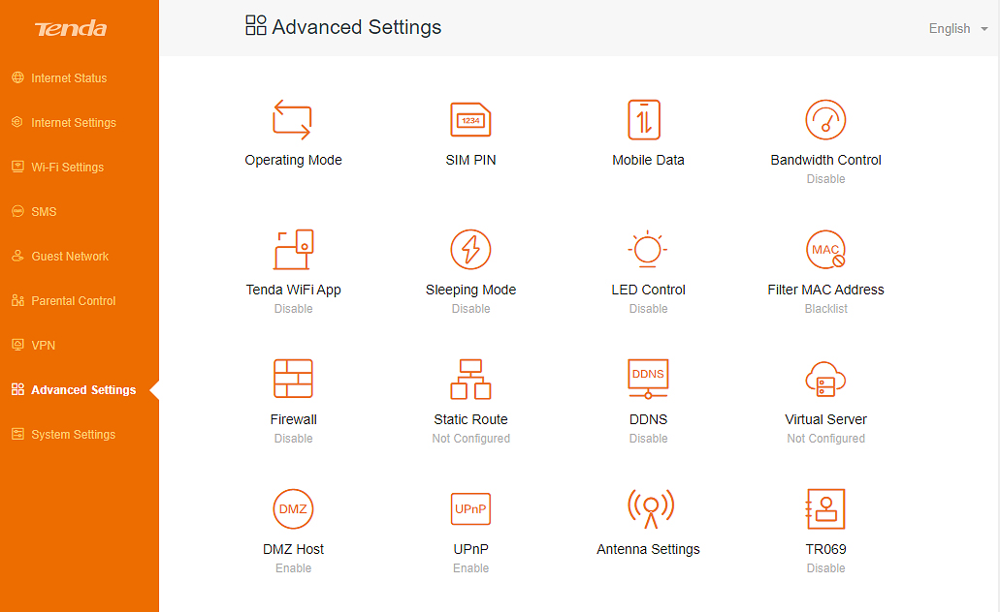 Tenda
Internet Status
Internet Settings
Wi-Fi Settings
SMS
Guest Network
Parental Control
VPN
Advanced Settings
System Settings
Advanced Settings
English
1234
Operating Mode
SIM PIN
Mobile Data
Bandwidth Control
Disable
MAC
Tenda WiFi App
Sleeping Mode
LED Control
Filter MAC Address
Disable
Disable
Disable
Blacklist
DDNS
Firewall
Static Route
DDNS
Virtual Server
Disable
Not Configured
Disable
Not Configured
DMZ
UPnP
DMZ Host
UPnP
Antenna Settings
TR069
Enable
Enable
Disable